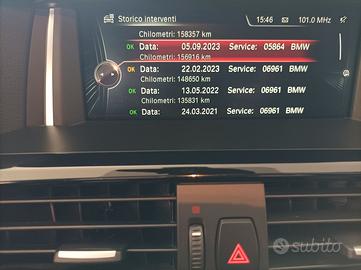 Storico interventi 15:46 101.0 MHz
Chilometri: 158357 km
OK Data: 05.09.2023 Service: 05864 BMW
Chilometri: 156916 km
OK Data: 22.02.2023 Service: 06961 BMW
Chilometri: 148650 km
OK Data: 13.05.2022 Service: 06961 BMW
Chilometri: 135831 km
OK Data: 24.03.2021 Service: 06961 BMW
subito